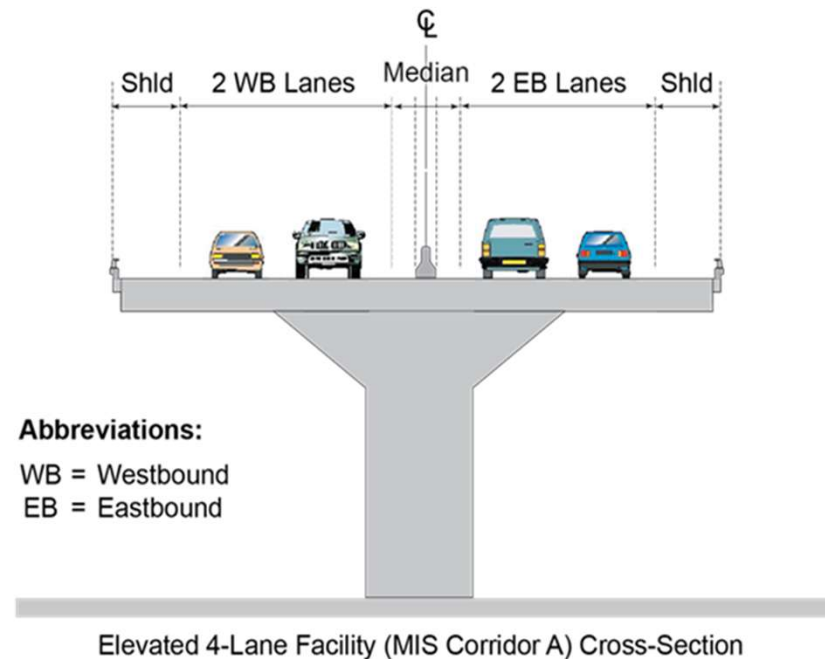 ℄
Shld
2 WB Lanes
Median
2 EB Lanes
Shld
Abbreviations:
WB = Westbound
EB = Eastbound
Elevated 4-Lane Facility (MIS Corridor A) Cross-Section